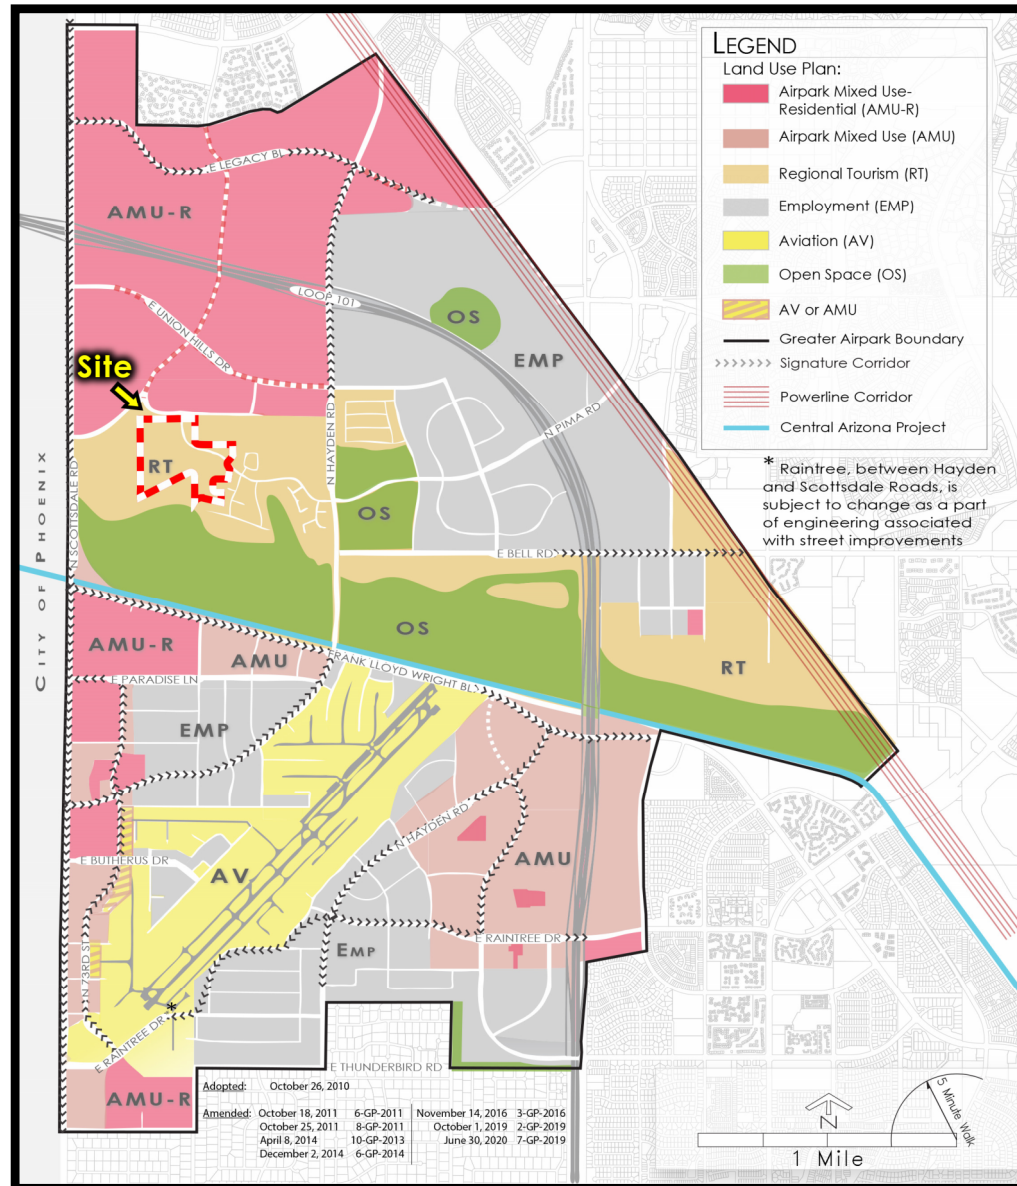 LEGEND
Land Use Plan:
Airpark Mixed Use-
Residential (AMU-R)
Airpark Mixed Use (AMU)
Regional Tourism (RT)
Employment (EMP)
Aviation (AV)
Open Space (OS)
AV or AMU
Greater Airpark Boundary
Signature Corridor
Powerline Corridor
Central Arizona Project
* Raintree, between Hayden
and Scottsdale Roads, is
subject to change as a part
of engineering associated
with street improvements
E LEGACY Bl
AMU-R
LOOP 101
OS
E UNION HILLS DR
EMP
Site
N PIMA RD
N HAYDEN RD
RT
N SCOTTSDALE RD
CITY OF PHOENIX
OS
E BELL RD
OS
AMU-R
AMU
FRANK LLOYD WRIGHT BL
RT
E PARADISE LN
EMP
N HAYDEN RD
E BUTHERUS DR
AV
AMU
E RAINTREE DR
EMP
N 73RD ST
*
E RAINTREE DR
E THUNDERBIRD RD
AMU-R
Adopted: October 26, 2010
Amended: October 18, 2011 6-GP-2011 November 14, 2016 3-GP-2016
October 25, 2011 8-GP-2011 October 1, 2019 2-GP-2019
April 8, 2014 10-GP-2013 June 30, 2020 7-GP-2019
December 2, 2014 6-GP-2014
N
5 Minute Walk
1 Mile